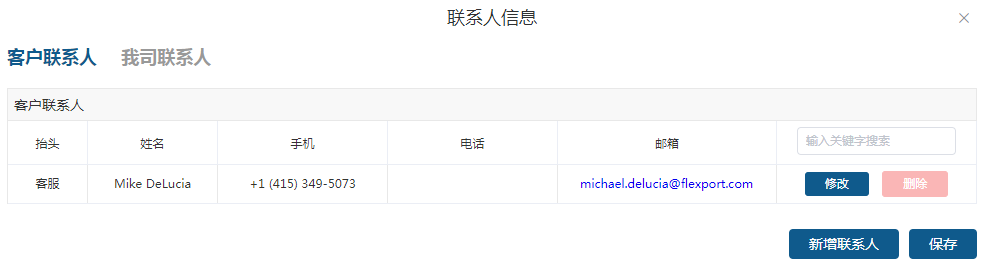 联系人信息
客户联系人 我司联系人
客户联系人
抬头 姓名 手机 电话 邮箱 输入关键字搜索
客服 Mike DeLucia +1 (415) 349-5073 michael.delucia@flexport.com 修改 删除
新增联系人 保存